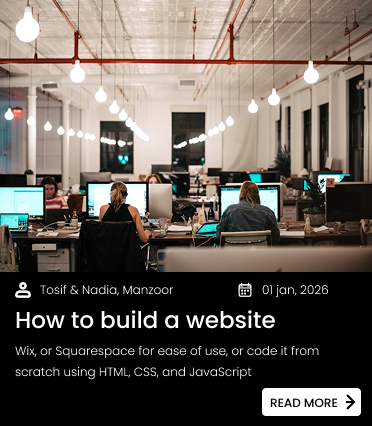 Tosif & Nadia, Manzoor
01 jan, 2026
How to build a website
Wix, or Squarespace for ease of use, or code it from
scratch using HTML, CSS, and JavaScript
READ MORE